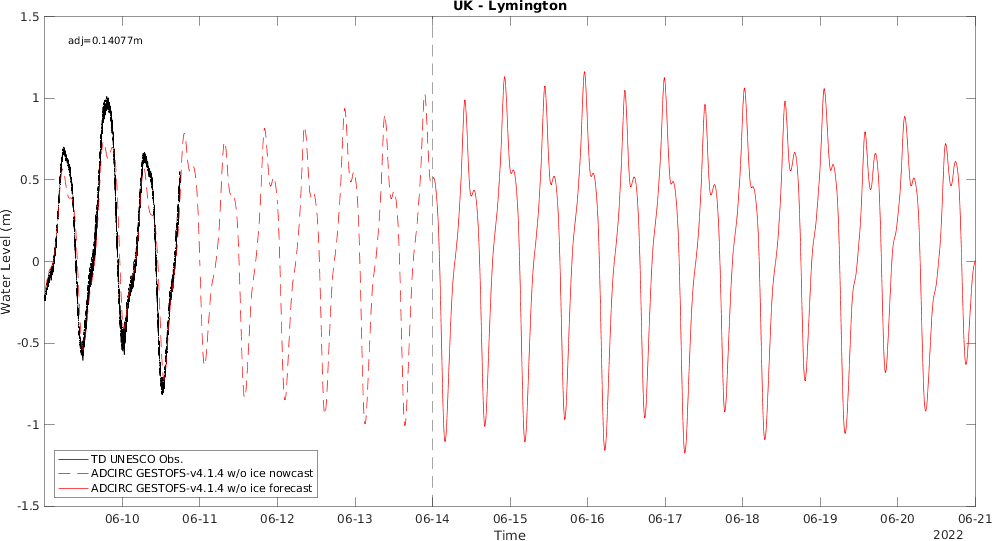 UK - Lymington
adj=0.14077m
1.5
1
0.5
0
-0.5
-1
-1.5
Water Level (m)
TD UNESCO Obs.
ADCIRC GESTOFS-v4.1.4 w/o ice nowcast
ADCIRC GESTOFS-v4.1.4 w/o ice forecast
06-10 06-11 06-12 06-13 06-14 06-15 06-16 06-17 06-18 06-19 06-20 06-21
Time
2022